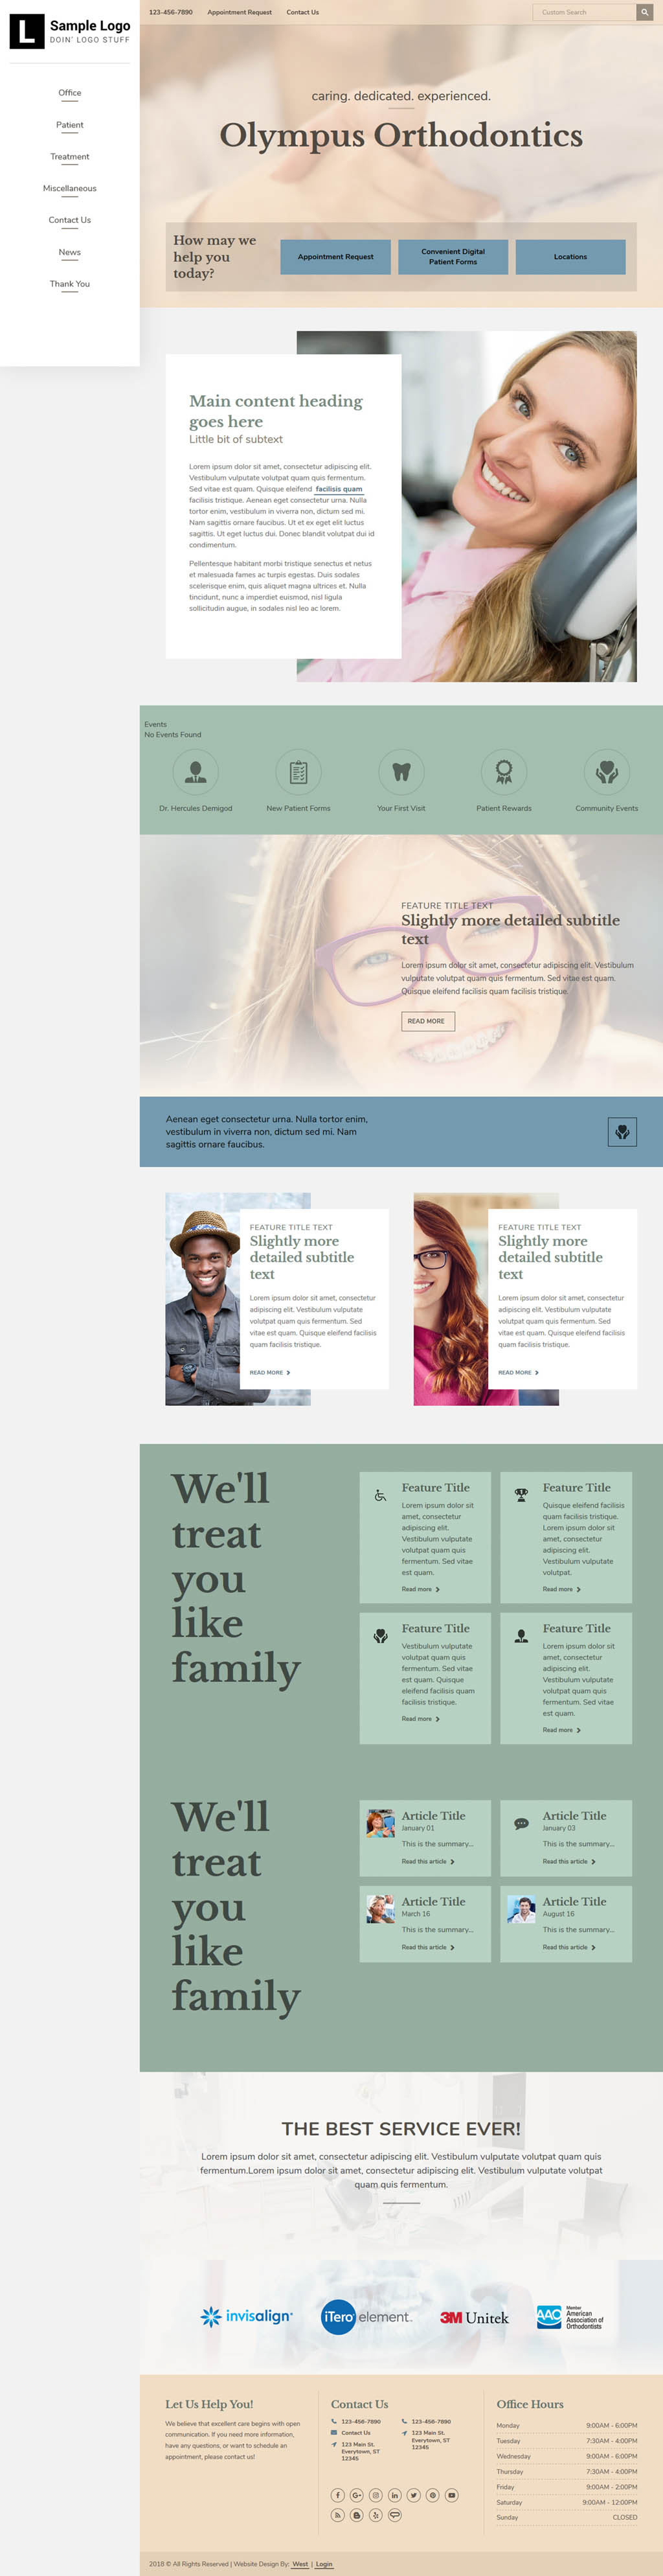 Sample Logo
DOIN' LOGO STUFF
Office
Patient
Treatment
Miscellaneous
Contact Us
News
Thank You
123-456-7890 Appointment Request Contact Us
Custom Search
caring. dedicated. experienced.
Olympus Orthodontics
How may we
help you
today?
Appointment Request
Convenient Digital
Patient Forms
Locations
Main content heading
goes here
Little bit of subtext
Lorem ipsum dolor sit amet, consectetur adipiscing elit.
Vestibulum vulputate volutpat quam quis fermentum.
Sed vitae est quam. Quisque eleifend facilisis quam
facilisis tristique. Aenean eget consectetur urna. Nulla
tortor enim, vestibulum in viverra non, dictum sed mi.
Nam sagittis ornare faucibus. Ut et ex eget elit luctus
sagittis. Ut eget luctus dui. Donec blandit volutpat dui id
condimentum.
Pellentesque habitant morbi tristique senectus et netus
et malesuada fames ac turpis egestas. Duis sodales
scelerisque enim, quis aliquet magna ultrices et. Nulla
tincidunt, nunc a imperdiet euismod, nisl ligula
sollicitudin augue, in sodales nisl leo ac lorem.
Events
No Events Found
Dr. Hercules Demigod
New Patient Forms
Your First Visit
Patient Rewards
Community Events
FEATURE TITLE TEXT
Slightly more detailed subtitle
text
Lorem ipsum dolor sit amet, consectetur adipiscing elit. Vestibulum
vulputate volutpat quam quis fermentum. Sed vitae est quam.
Quisque eleifend facilisis quam facilisis tristique.
READ MORE
Aenean eget consectetur urna. Nulla tortor enim,
vestibulum in viverra non, dictum sed mi. Nam
sagittis ornare faucibus.
FEATURE TITLE TEXT
Slightly more
detailed subtitle
text
Lorem ipsum dolor sit amet, consectetur
adipiscing elit. Vestibulum vulputate
volutpat quam quis fermentum. Sed
vitae est quam. Quisque eleifend facilisis
quam facilisis tristique.
READ MORE
FEATURE TITLE TEXT
Slightly more
detailed subtitle
text
Lorem ipsum dolor sit amet, consectetur
adipiscing elit. Vestibulum vulputate
volutpat quam quis fermentum. Sed
vitae est quam. Quisque eleifend facilisis
quam facilisis tristique.
READ MORE
We'll
treat
you
like
family
Feature Title
Lorem ipsum dolor sit
amet, consectetur
adipiscing elit.
Vestibulum vulputate
volutpat quam quis
fermentum. Sed vitae
est quam.
Read more
Feature Title
Quisque eleifend facilisis
quam facilisis tristique.
Lorem ipsum dolor sit
amet, consectetur
adipiscing elit.
Vestibulum vulputate
volutpat.
Read more
Feature Title
Vestibulum vulputate
volutpat quam quis
fermentum. Sed vitae
est quam. Quisque
eleifend facilisis quam
facilisis tristique.
Read more
Feature Title
Lorem ipsum dolor sit
amet, consectetur
adipiscing elit.
Vestibulum vulputate
volutpat quam quis
fermentum. Sed vitae
est quam.
Read more
We'll
treat
you
like
family
Article Title
January 01
This is the summary...
Read this article
Article Title
January 03
This is the summary...
Read this article
Article Title
March 16
This is the summary...
Read this article
Article Title
August 16
This is the summary...
Read this article
THE BEST SERVICE EVER!
Lorem ipsum dolor sit amet, consectetur adipiscing elit. Vestibulum vulputate volutpat quam quis
fermentum.Lorem ipsum dolor sit amet, consectetur adipiscing elit. Vestibulum vulputate volutpat
quam quis fermentum.
invisalign
iTero element.
3M Unitek
AAO
Member
American
Association of
Orthodontists
Let Us Help You!
We believe that excellent care begins with open
communication. If you need more information,
have any questions, or want to schedule an
appointment, please contact us!
Contact Us
123-456-7890
Contact Us
123 Main St.
Everytown, ST
12345
123-456-7890
123 Main St.
Everytown, ST
12345
Office Hours
Monday 9:00AM - 6:00PM
Tuesday 7:30AM - 4:00PM
Wednesday 9:00AM - 6:00PM
Thursday 7:30AM - 4:00PM
Friday 9:00AM - 2:00PM
Saturday 9:00AM - 12:00PM
Sunday CLOSED
2018 © All Rights Reserved | Website Design By: West | Login